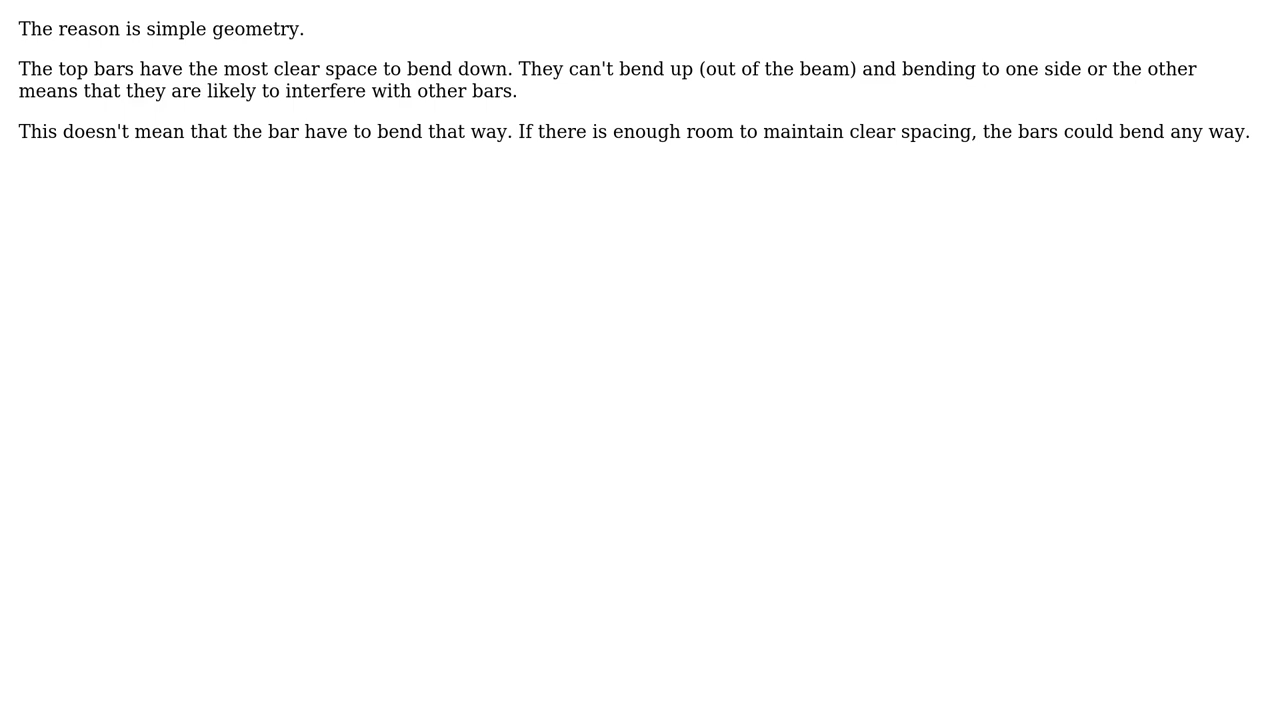 The reason is simple geometry.
The top bars have the most clear space to bend down. They can't bend up (out of the beam) and bending to one side or the other
means that they are likely to interfere with other bars.
This doesn't mean that the bar have to bend that way. If there is enough room to maintain clear spacing, the bars could bend any way.